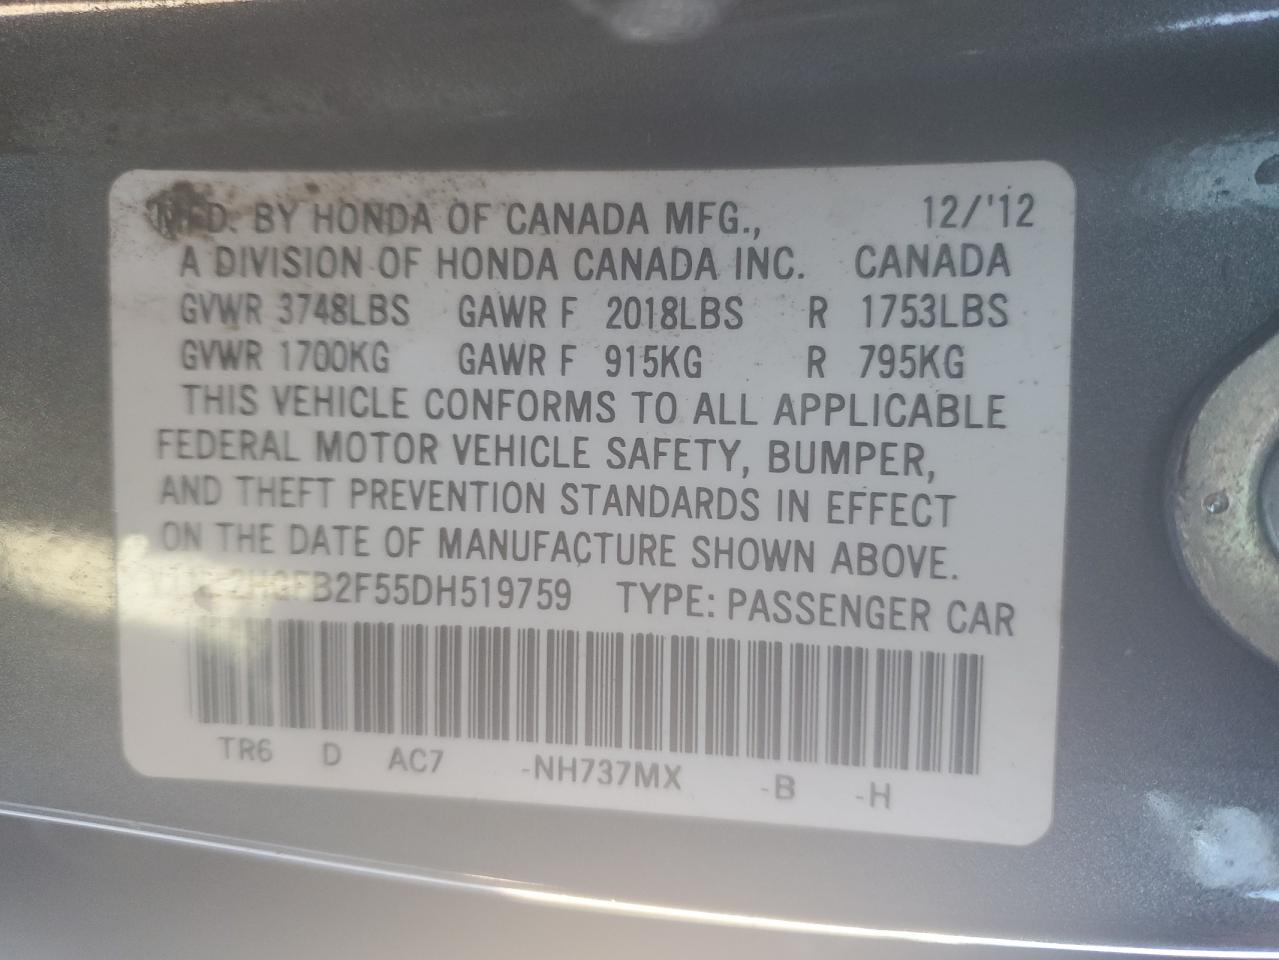 MFD. BY HONDA OF CANADA MFG., 12/'12
A DIVISION OF HONDA CANADA INC. CANADA
GVWR 3748LBS GAWR F 2018LBS R 1753LBS
GVWR 1700KG GAWR F 915KG R 795KG
THIS VEHICLE CONFORMS TO ALL APPLICABLE
FEDERAL MOTOR VEHICLE SAFETY, BUMPER,
AND THEFT PREVENTION STANDARDS IN EFFECT
ON THE DATE OF MANUFACTURE SHOWN ABOVE.
2HGFB2F55DH519759 TYPE: PASSENGER CAR
TR6 D AC7 -NH737MX -B -H